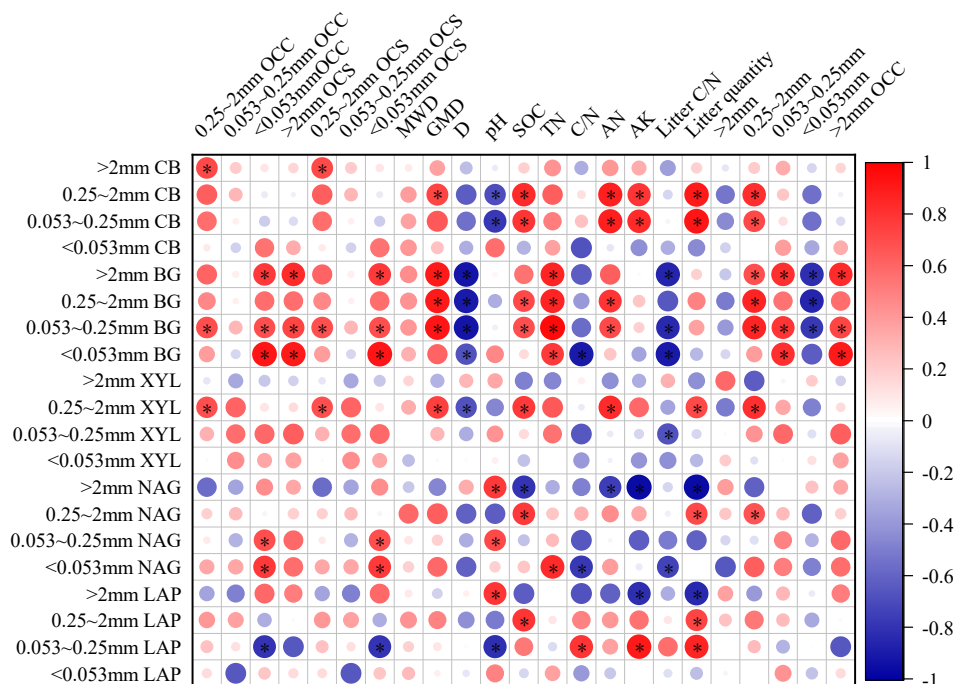 0.25~2mm OCC
0.053~0.25mm OCC
<0.053mmOCC
>2mm OCS
0.25~2mm OCS
0.053~0.25mm OCS
<0.053mm OCS
MWD
GMD
D
pH
SOC
TN
C/N
AN
AK
Litter C/N
Litter quantity
>2mm
0.25~2mm
0.053~0.25mm
<0.053mm
>2mm OCC
>2mm CB
0.25~2mm CB
0.053~0.25mm CB
<0.053mm CB
>2mm BG
0.25~2mm BG
0.053~0.25mm BG
<0.053mm BG
>2mm XYL
0.25~2mm XYL
0.053~0.25mm XYL
<0.053mm XYL
>2mm NAG
0.25~2mm NAG
0.053~0.25mm NAG
<0.053mm NAG
>2mm LAP
0.25~2mm LAP
0.053~0.25mm LAP
<0.053mm LAP
1
0.8
0.6
0.4
0.2
0
-0.2
-0.4
-0.6
-0.8
-1